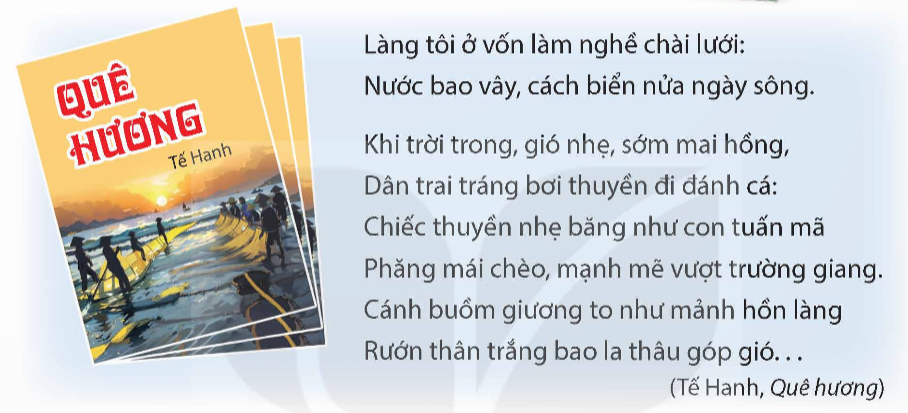 QUÊ
HƯƠNG
Tế Hanh
Làng tôi ở vốn làm nghề chài lưới:
Nước bao vây, cách biển nửa ngày sông.
Khi trời trong, gió nhẹ, sớm mai hồng,
Dân trai tráng bơi thuyền đi đánh cá:
Chiếc thuyền nhẹ băng như con tuấn mã
Phăng mái chèo, mạnh mẽ vượt trường giang.
Cánh buồm giương to như mảnh hồn làng
Rướn thân trắng bao la thâu góp gió...
(Tế Hanh, Quê hương)